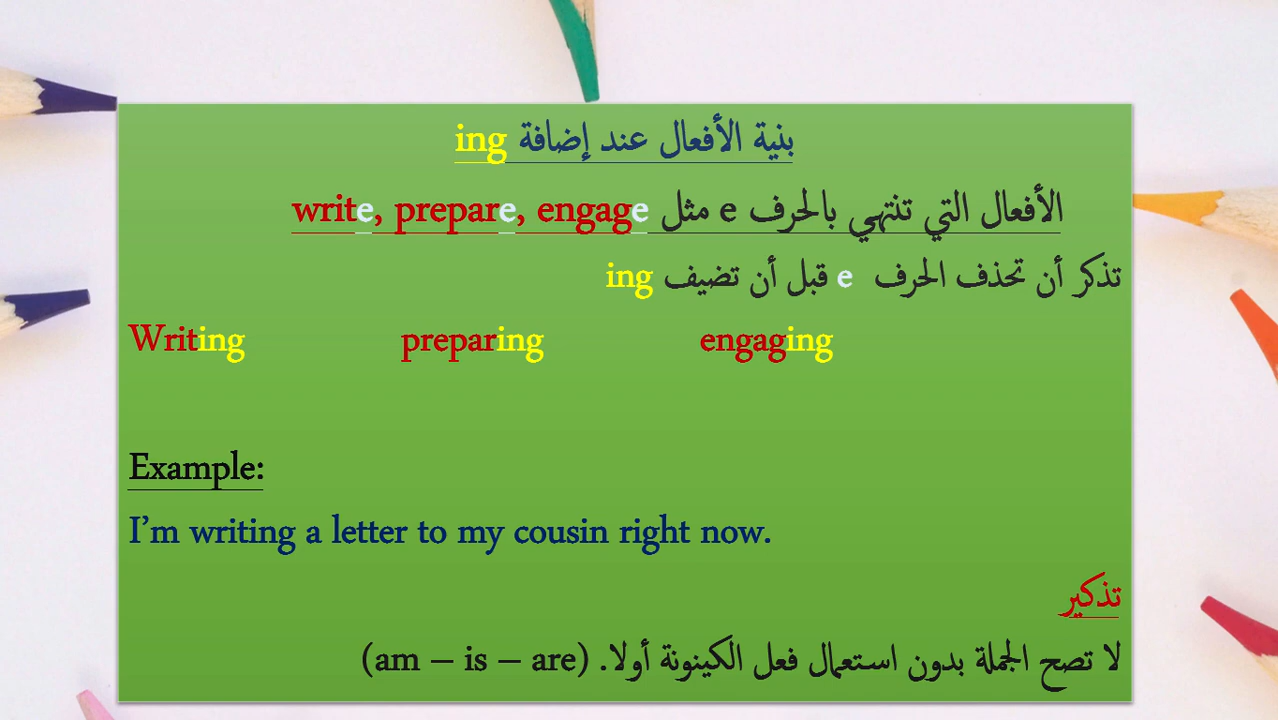 بنية الأفعال عند إضافة ing
الأفعال التي تنتهي بالحرف e مثل write, prepare, engage
تذكر أن تحذف الحرف e قبل أن تضيف ing
Writing preparing engaging
Example:
I'm writing a letter to my cousin right now.
تذكير
لا تصح الجملة بدون استعمال فعل الكينونة أولا. (am – is – are)